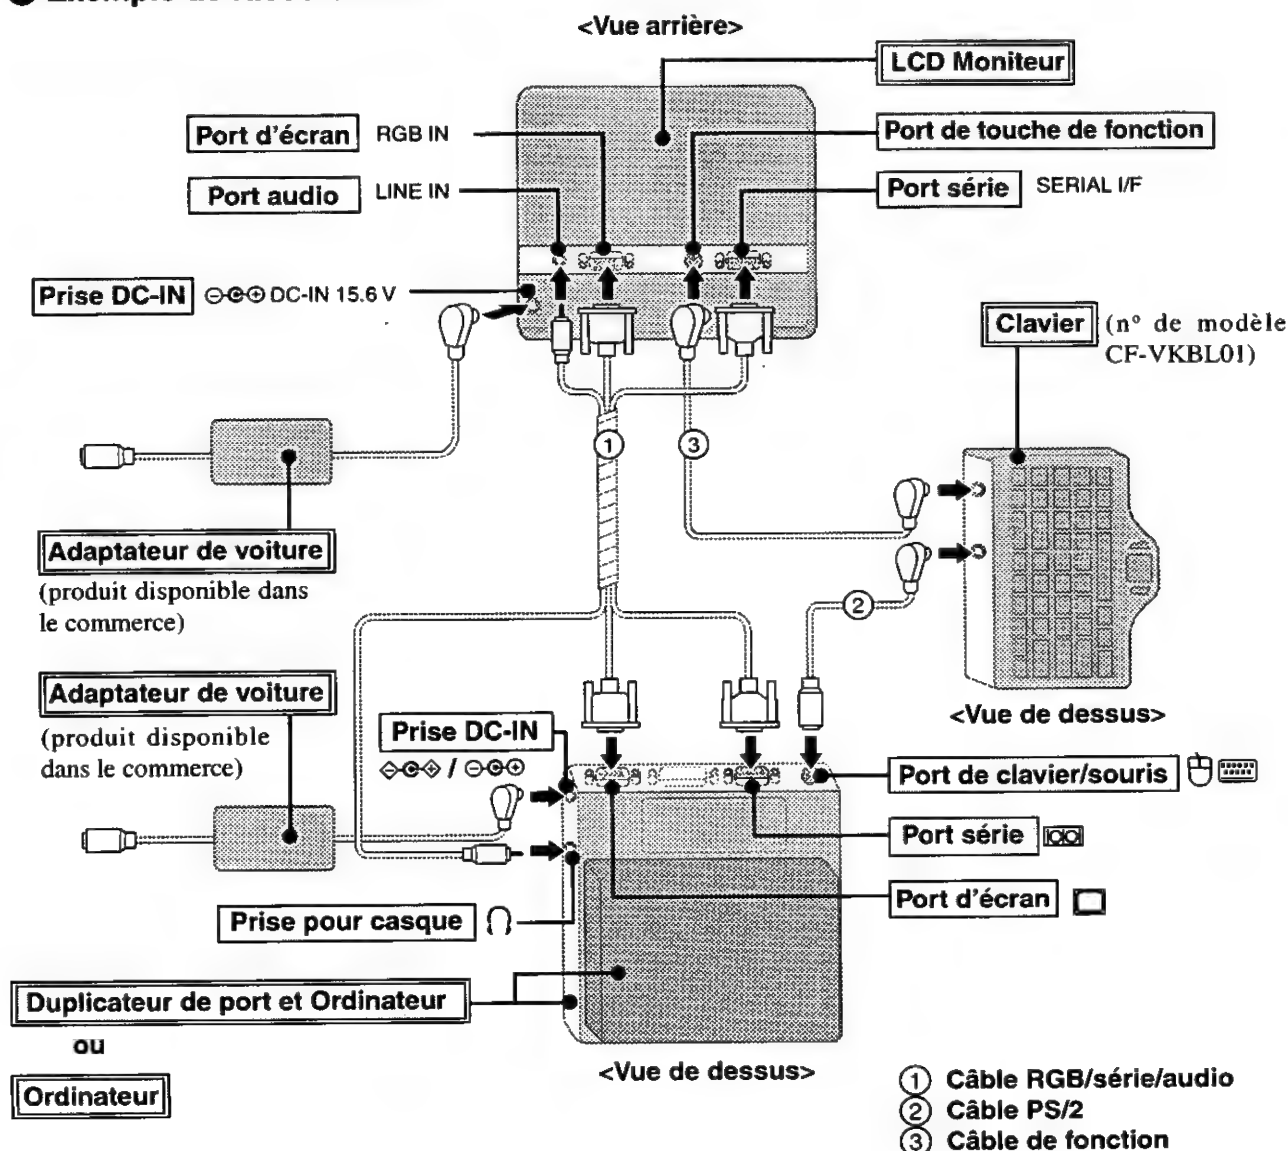 <Vue arrière>
LCD Moniteur
Port d'écran RGB IN
Port de touche de fonction
Port audio LINE IN
Port série SERIAL I/F
Prise DC-IN DC-IN 15.6 V
Clavier (n° de modèle
CF-VKBL01)
1
3
Adaptateur de voiture
(produit disponible dans
le commerce)
2
Adaptateur de voiture
(produit disponible
dans le commerce)
<Vue de dessus>
Prise DC-IN
/
Port de clavier/souris
Port série
Port d'écran
Prise pour casque
Duplicateur de port et Ordinateur
ou
Ordinateur
<Vue de dessus>
1 Câble RGB/série/audio
2 Câble PS/2
3 Câble de fonction